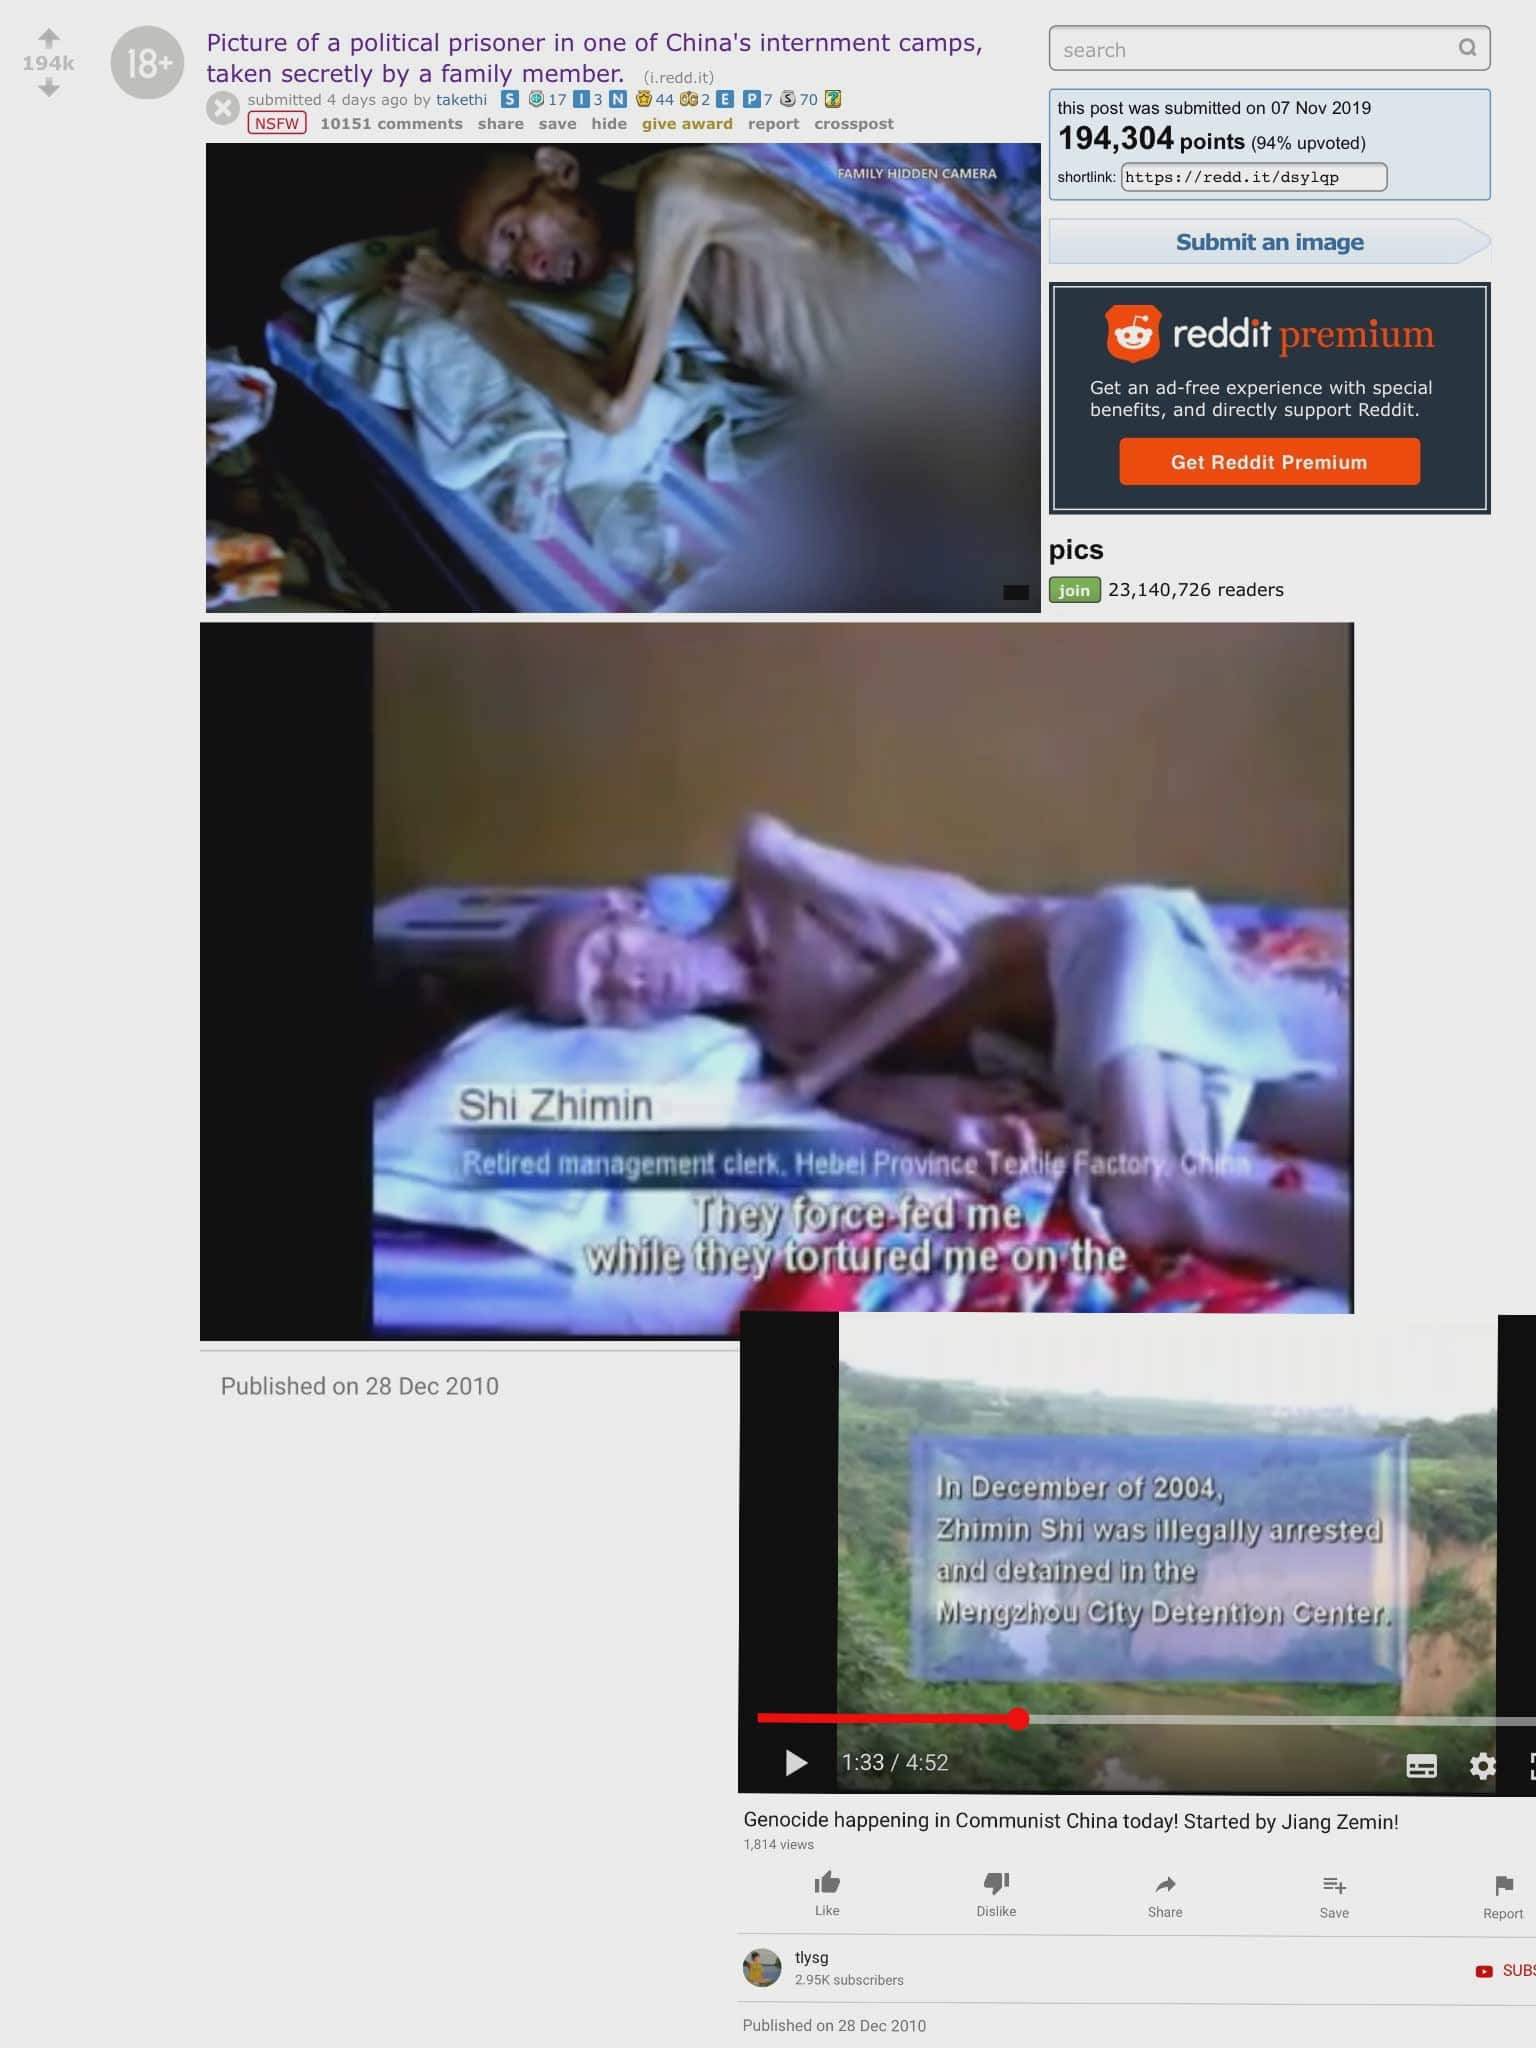 194k
18+
Picture of a political prisoner in one of China's internment camps,
taken secretly by a family member. (i.redd.it)
submitted 4 days ago by takethi S 17 I 3 N 44 2 E P 7 S 70 ?
NSFW 10151 comments share save hide give award report crosspost
FAMILY HIDDEN CAMERA
search
this post was submitted on 07 Nov 2019
194,304 points (94% upvoted)
shortlink: https://redd.it/dsylqp
Submit an image
reddit premium
Get an ad-free experience with special
benefits, and directly support Reddit.
Get Reddit Premium
pics
join 23,140,726 readers
Shi Zhimin
Retired management clerk, Hebei Province Textile Factory, China
They force-fed me
while they tortured me on the
Published on 28 Dec 2010
In December of 2004,
Zhimin Shi was illegally arrested
and detained in the
Mengzhou City Detention Center.
1:33 / 4:52
Genocide happening in Communist China today! Started by Jiang Zemin!
1,814 views
Like Dislike Share Save Report
tlysg
2.95K subscribers
SUBS
Published on 28 Dec 2010